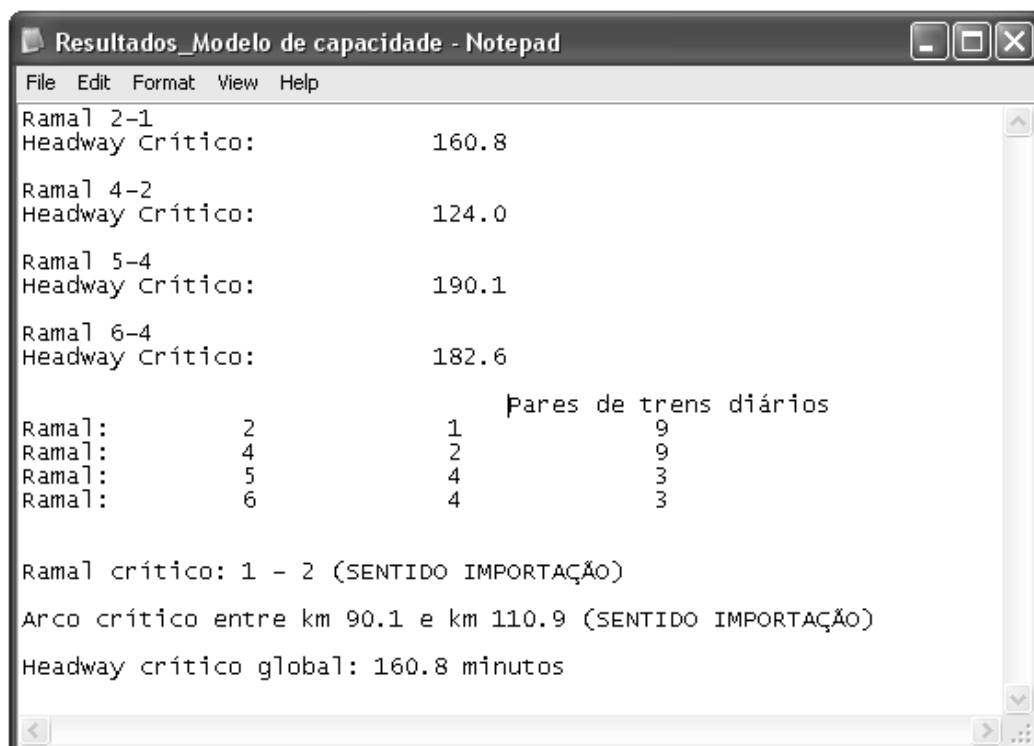 Resultados_Modelo de capacidade - Notepad
File Edit Format View Help
Ramal 2-1
Headway Crítico: 160.8
Ramal 4-2
Headway Crítico: 124.0
Ramal 5-4
Headway Crítico: 190.1
Ramal 6-4
Headway Crítico: 182.6
Pares de trens diários
Ramal: 2 1 9
Ramal: 4 2 9
Ramal: 5 4 3
Ramal: 6 4 3
Ramal crítico: 1 - 2 (SENTIDO IMPORTAÇÃO)
Arco crítico entre km 90.1 e km 110.9 (SENTIDO IMPORTAÇÃO)
Headway crítico global: 160.8 minutos